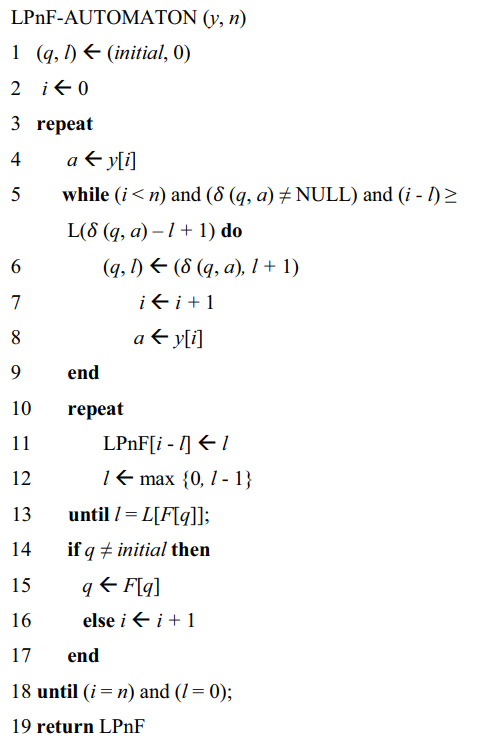 LPnF-AUTOMATON (y, n)
1 (q, l) ← (initial, 0)
2 i ← 0
3 repeat
4 a ← y[i]
5 while (i < n) and (δ (q, a) ≠ NULL) and (i - l) ≥
L(δ (q, a) – l + 1) do
6 (q, l) ← (δ (q, a), l + 1)
7 i ← i + 1
8 a ← y[i]
9 end
10 repeat
11 LPnF[i - l] ← l
12 l ← max {0, l - 1}
13 until l = L[F[q]];
14 if q ≠ initial then
15 q ← F[q]
16 else i ← i + 1
17 end
18 until (i = n) and (l = 0);
19 return LPnF